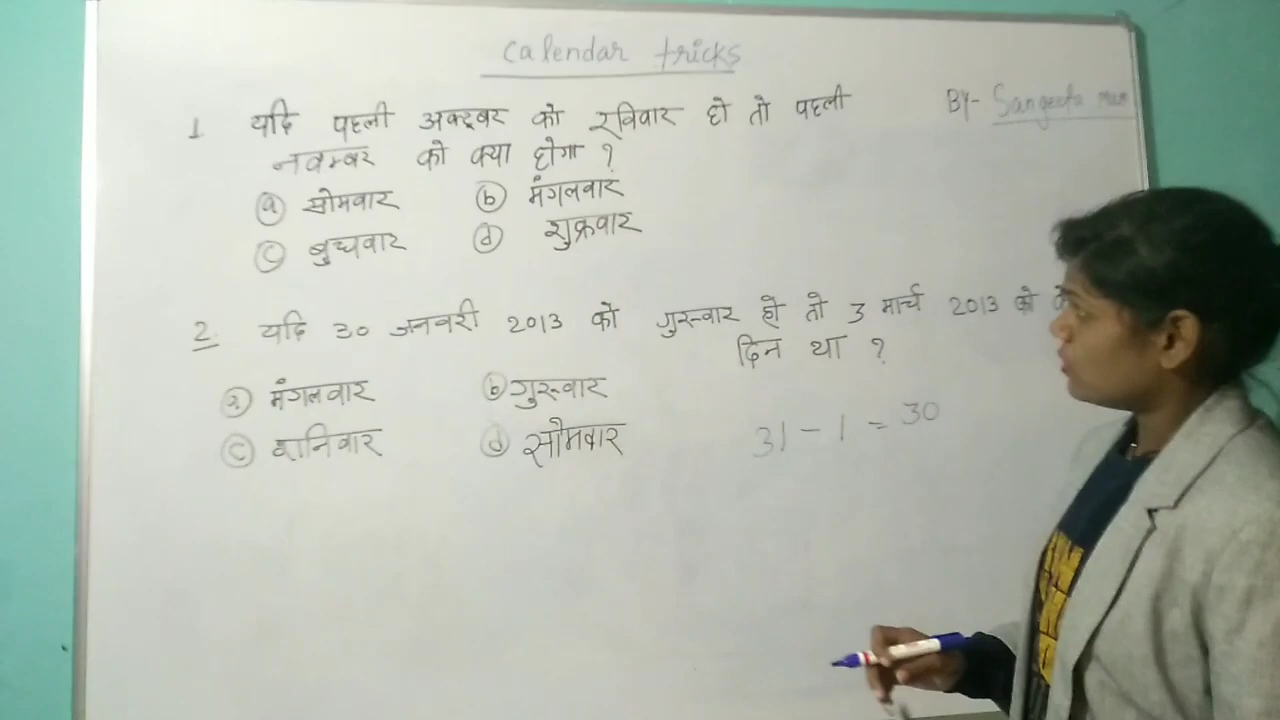 Calendar tricks
BY- Sangeeta mam
1 यदि पहली अक्टूबर को रविवार हो तो पहली
नवम्बर को क्या होगा ?
(a) सोमवार (b) मंगलवार
(c) बुधवार (d) शुक्रवार
2. यदि 30 जनवरी 2013 को गुरूवार हो तो 3 मार्च 2013 को
दिन था ?
(a) मंगलवार (b) गुरूवार
(c) शनिवार (d) सोमवार
31 - 1 = 30